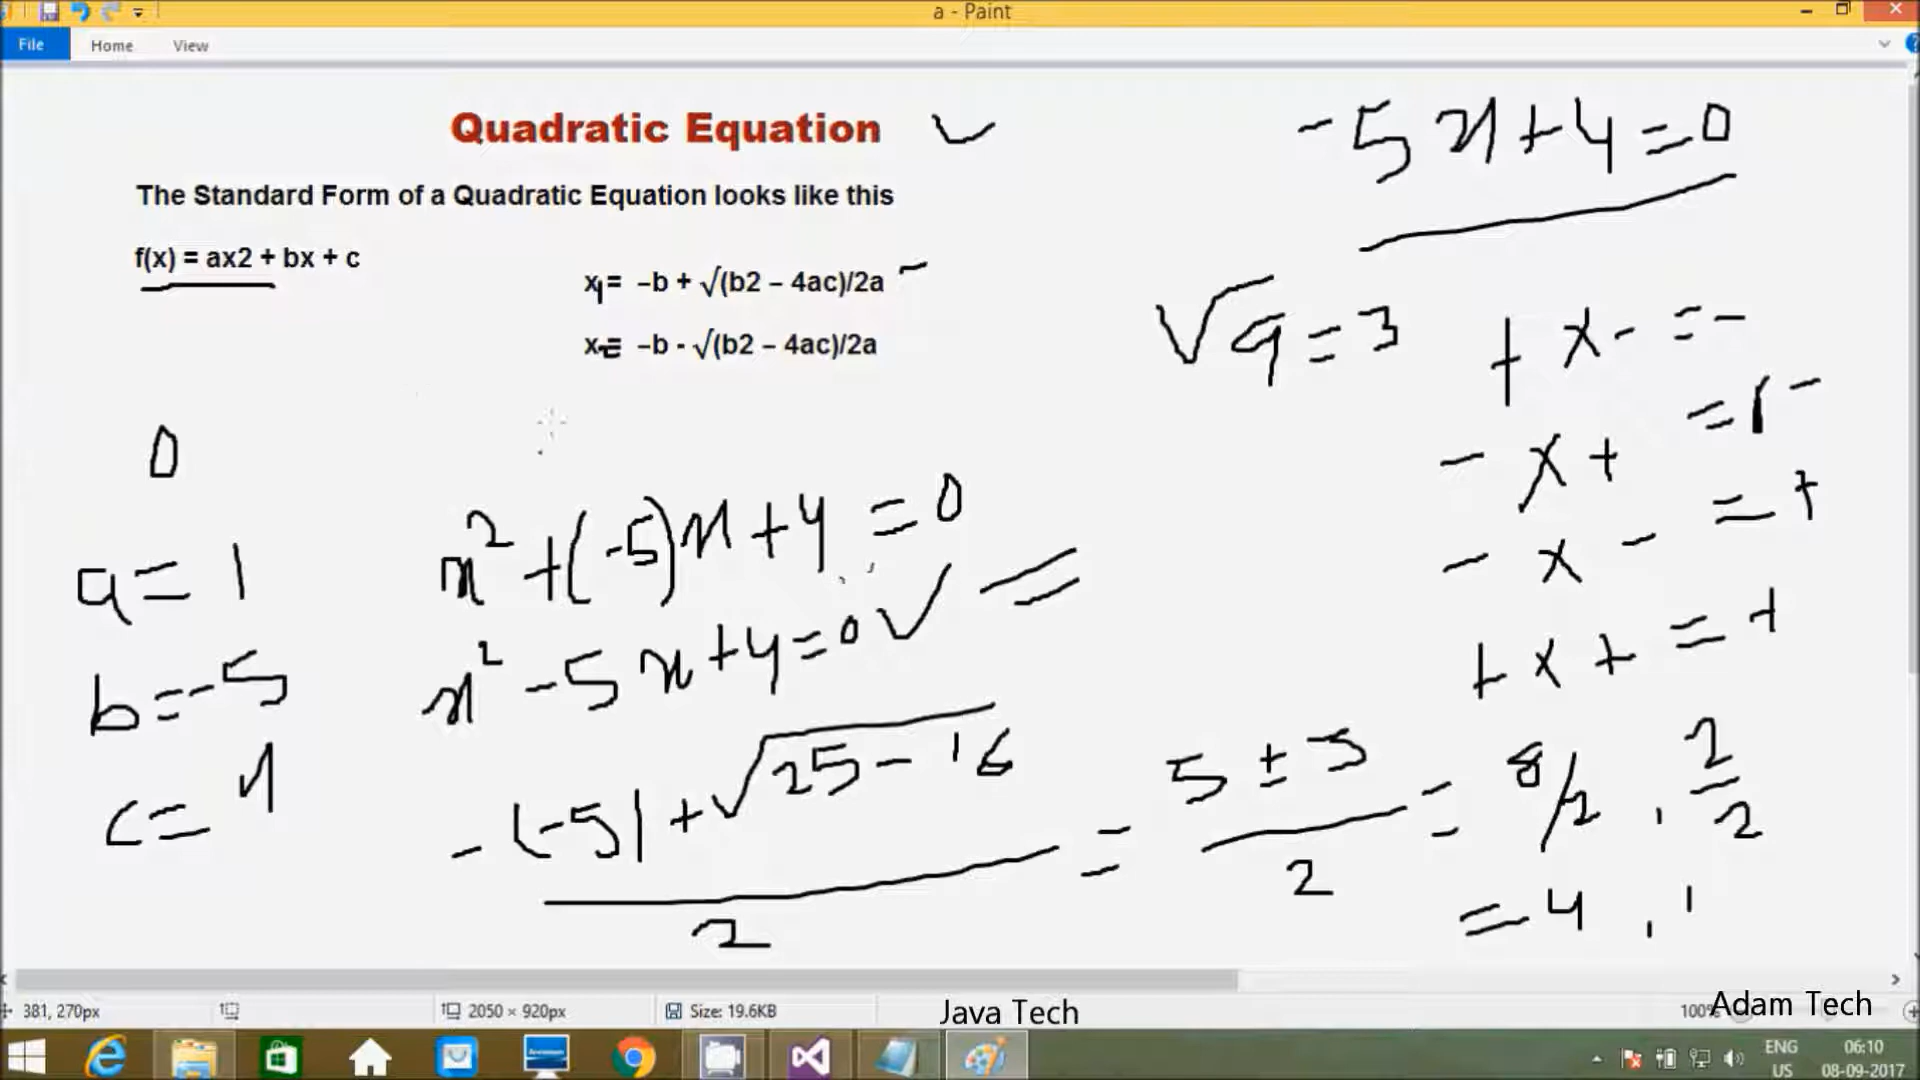 a - Paint
File Home View
Quadratic Equation
-5x+4=0
The Standard Form of a Quadratic Equation looks like this
f(x) = ax2 + bx + c
x1= –b + √(b2 – 4ac)/2a
x2= –b - √(b2 – 4ac)/2a
√9=3
+ x - = -
- x + = -
- x - = +
+ x + = +
0
a=1
b=-5
c=4
x²+(-5)x+4=0
x²-5x+4=0
-(-5)+√25-16
2
= 5±3
2
= 8/2 , 2/2
=4 , 1
381, 270px
2050 × 920px
Size: 19.6KB
Java Tech
100%
Adam Tech
ENG
US
06:10
08-09-2017